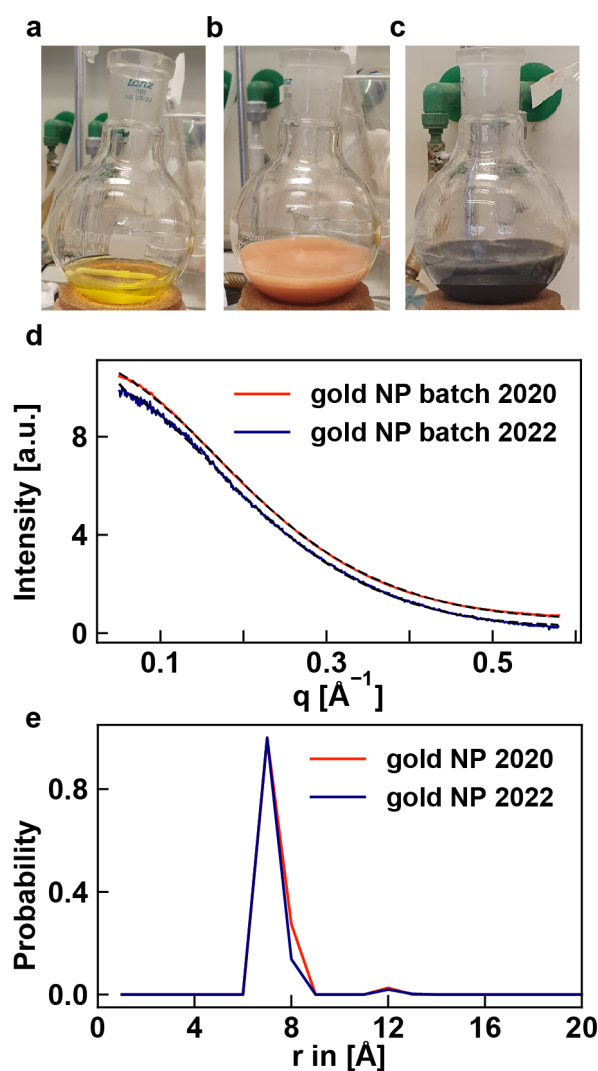 a
b
c
Lanz
SCHOTT
d
Intensity [a.u.]
8
4
0
gold NP batch 2020
gold NP batch 2022
0.1
0.3
0.5
q [Å⁻¹]
e
Probability
0.8
0.4
0.0
gold NP 2020
gold NP 2022
0
4
8
12
16
20
r in [Å]